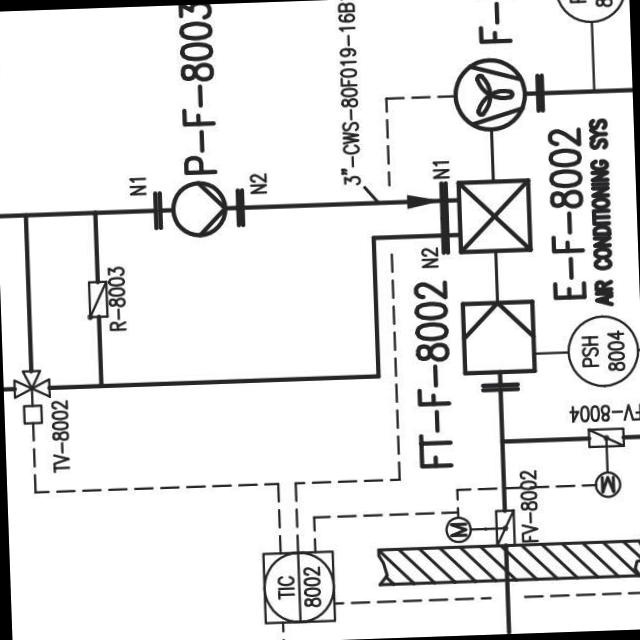 P-F-8003
3"-CWS-80F019-16B
F-
8
N1
N2
N1
N2
E-F-8002
AIR CONDITIONING SYS
R-8003
FT-F-8002
PSH
8004
FV-8004
TV-8002
FV-8002
M
M
TIC
8002